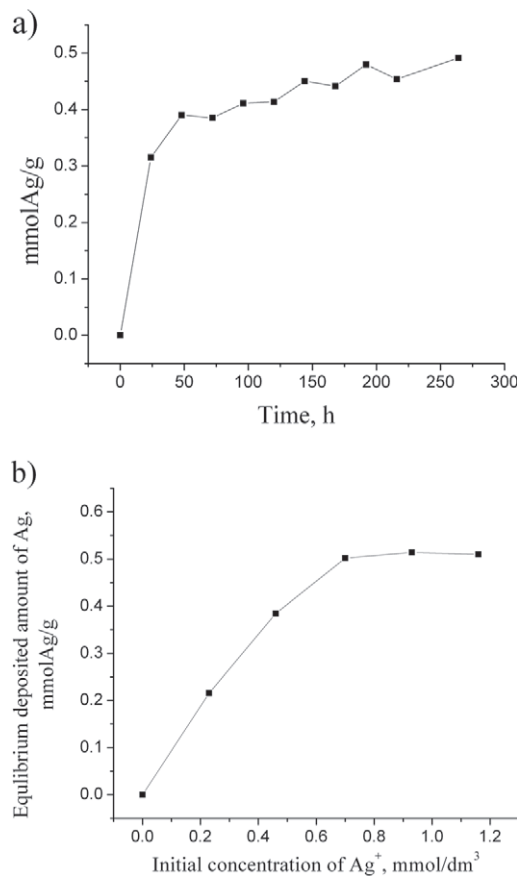 a)
0.5
0.4
0.3
0.2
0.1
0.0
mmolAg/g
0 50 100 150 200 250 300
Time, h
b)
0.6
0.5
0.4
0.3
0.2
0.1
0.0
Equlibrium deposited amount of Ag,
mmolAg/g
0.0 0.2 0.4 0.6 0.8 1.0 1.2
Initial concentration of Ag⁺, mmol/dm³